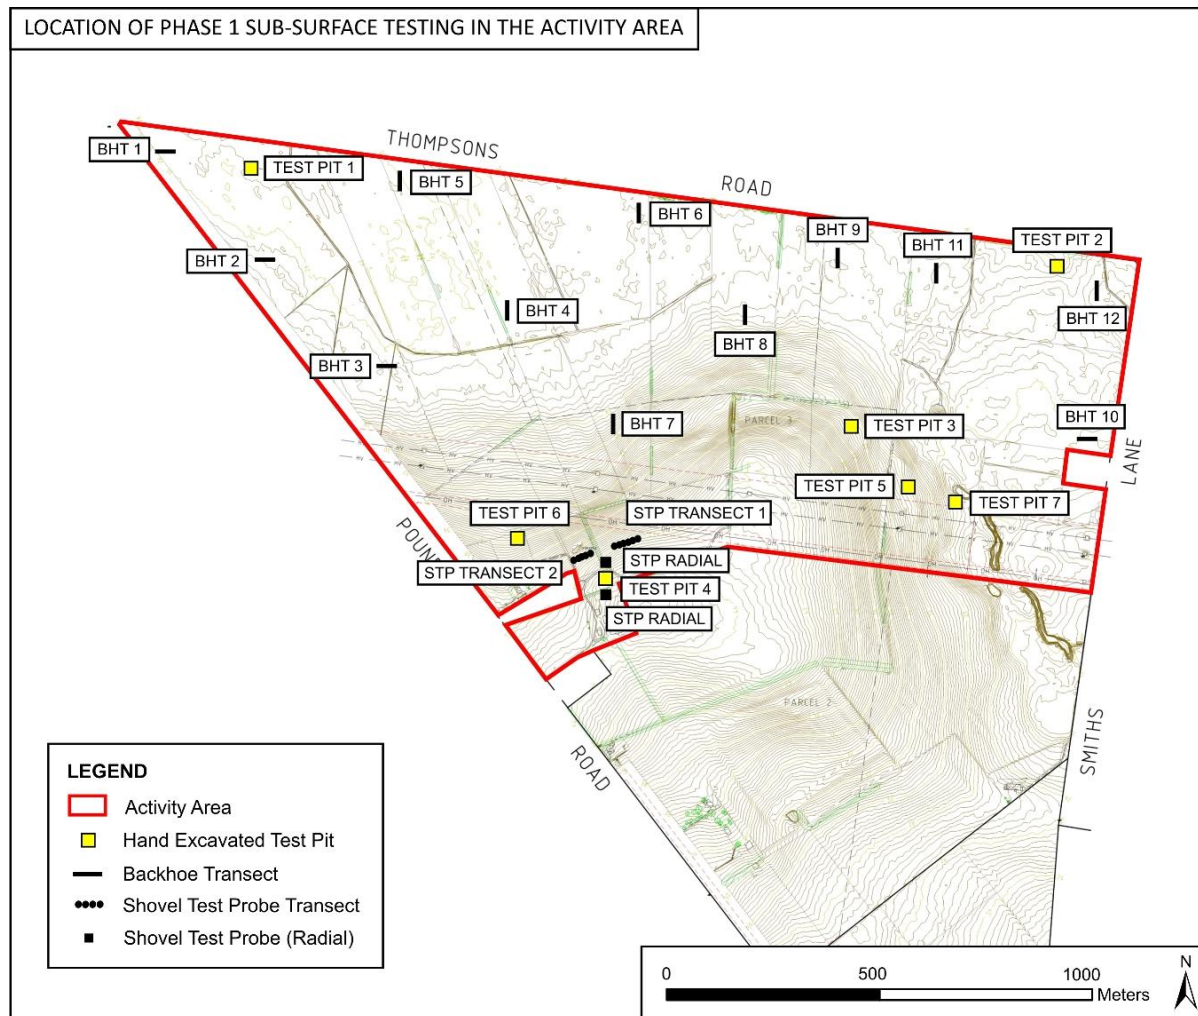 LOCATION OF PHASE 1 SUB-SURFACE TESTING IN THE ACTIVITY AREA
THOMPSONS
ROAD
BHT 1
TEST PIT 1
BHT 5
BHT 6
BHT 9
BHT 11
TEST PIT 2
BHT 2
BHT 4
BHT 8
BHT 12
BHT 3
BHT 7
PARCEL 3
TEST PIT 3
BHT 10
LANE
TEST PIT 5
TEST PIT 7
TEST PIT 6
STP TRANSECT 1
STP TRANSECT 2
STP RADIAL
TEST PIT 4
STP RADIAL
PARCEL 2
ROAD
SMITHS
LEGEND
Activity Area
Hand Excavated Test Pit
Backhoe Transect
Shovel Test Probe Transect
Shovel Test Probe (Radial)
0 500 1000
Meters
N